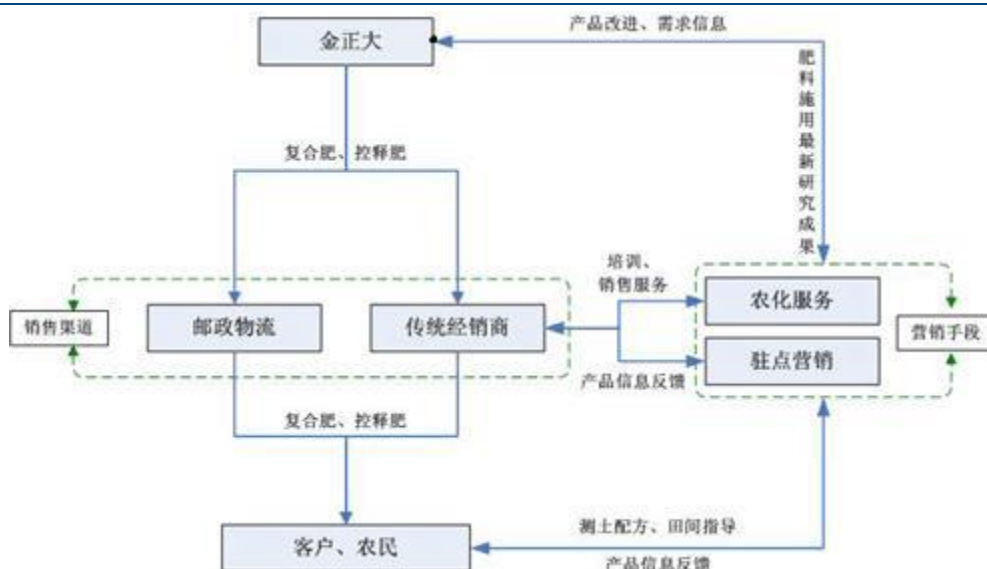 产品改进、需求信息
金正大
肥料施用最新研究成果
复合肥、控释肥
培训、
销售服务
农化服务
销售渠道
邮政物流
传统经销商
营销手段
驻点营销
产品信息反馈
复合肥、控释肥
测土配方、田间指导
客户、农民
产品信息反馈